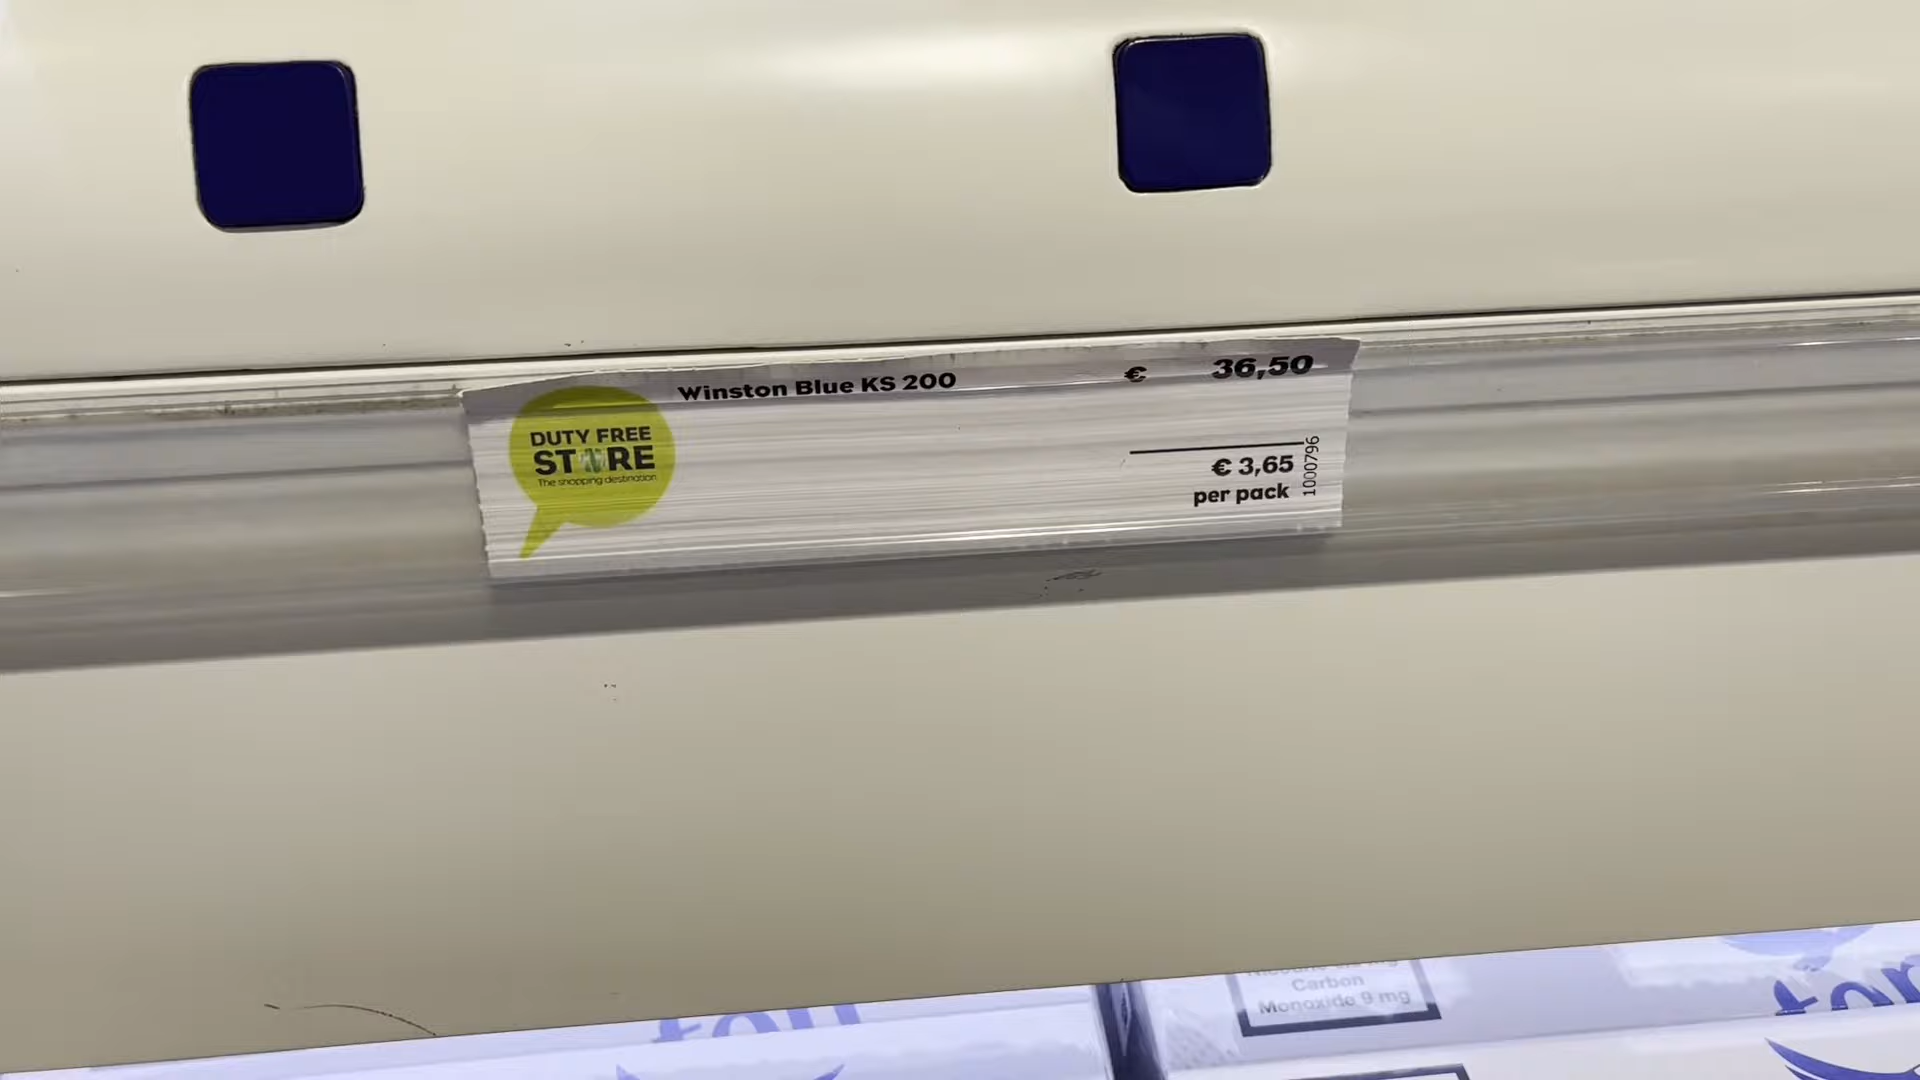 Winston Blue KS 200 € 36,50
DUTY FREE
STORE
The shopping destination
€ 3,65
per pack
1000796
Carbon
Monoxide 9 mg